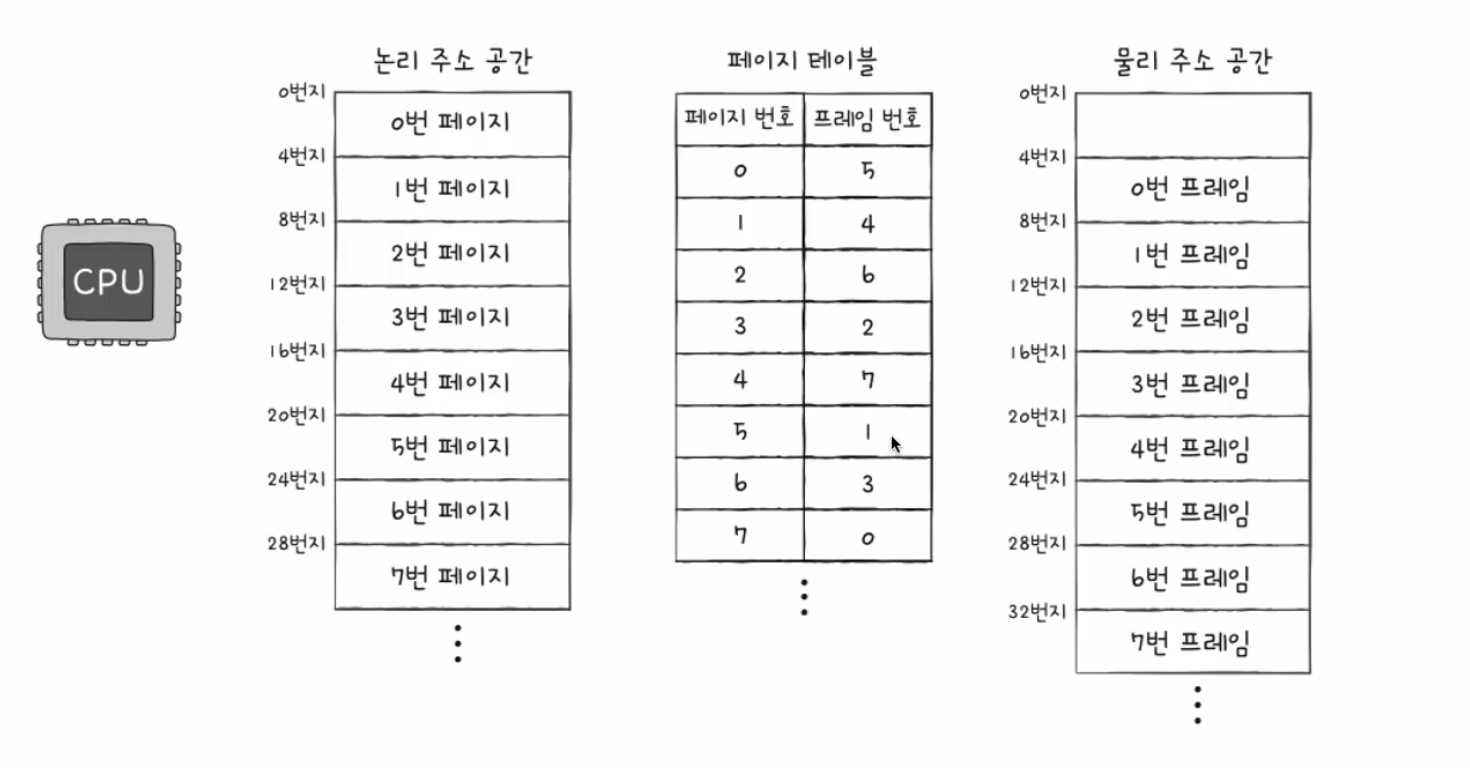 논리 주소 공간
페이지 테이블
물리 주소 공간
CPU
0번지
0번 페이지
4번지
1번 페이지
8번지
2번 페이지
12번지
3번 페이지
16번지
4번 페이지
20번지
5번 페이지
24번지
6번 페이지
28번지
7번 페이지
페이지 번호 프레임 번호
0 5
1 4
2 6
3 2
4 7
5 1
6 3
7 0
0번지
4번지
0번 프레임
8번지
1번 프레임
12번지
2번 프레임
16번지
3번 프레임
20번지
4번 프레임
24번지
5번 프레임
28번지
6번 프레임
32번지
7번 프레임